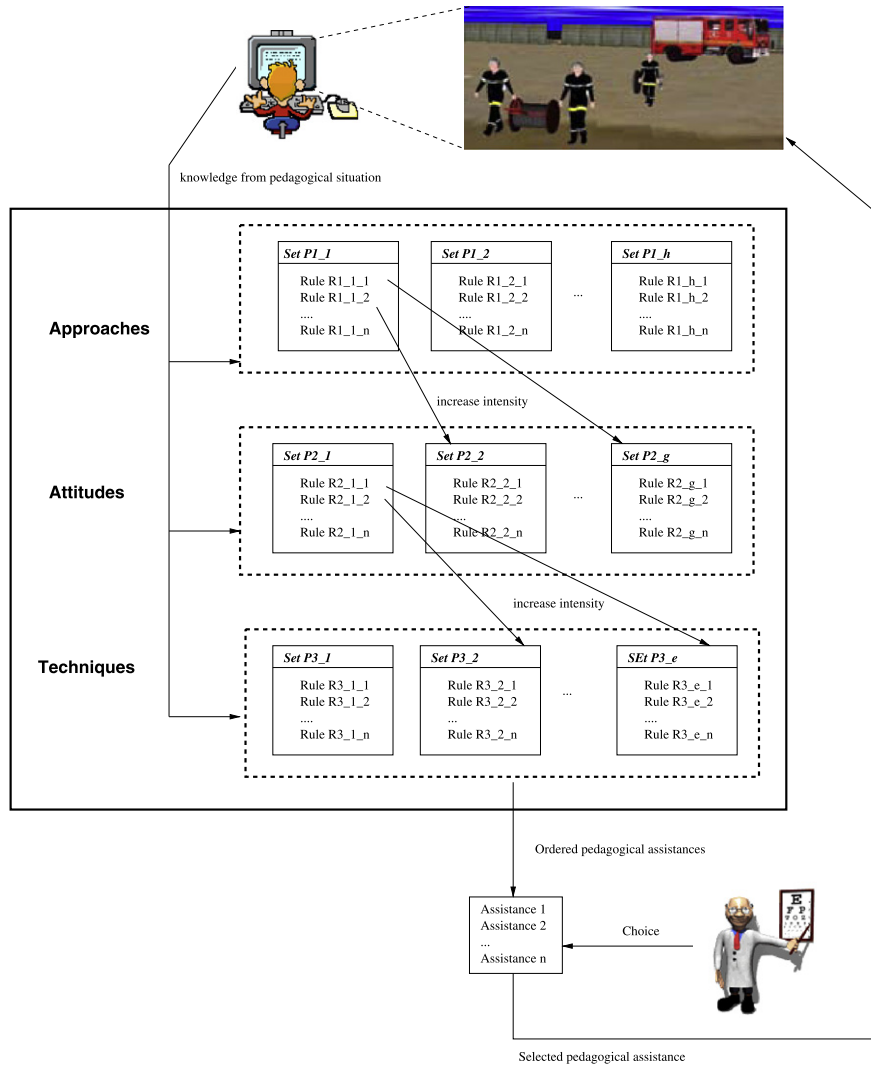 knowledge from pedagogical situation
Approaches
Set P1_1
Rule R1_1_1
Rule R1_1_2
....
Rule R1_1_n
Set P1_2
Rule R1_2_1
Rule R1_2_2
....
Rule R1_2_n
...
Set P1_h
Rule R1_h_1
Rule R1_h_2
....
Rule R1_h_n
increase intensity
Attitudes
Set P2_1
Rule R2_1_1
Rule R2_1_2
....
Rule R2_1_n
Set P2_2
Rule R2_2_1
Rule R2_2_2
....
Rule R2_2_n
...
Set P2_g
Rule R2_g_1
Rule R2_g_2
....
Rule R2_g_n
increase intensity
Techniques
Set P3_1
Rule R3_1_1
Rule R3_1_2
....
Rule R3_1_n
Set P3_2
Rule R3_2_1
Rule R3_2_2
...
Rule R3_2_n
...
SEt P3_e
Rule R3_e_1
Rule R3_e_2
....
Rule R3_e_n
Ordered pedagogical assistances
Assistance 1
Assistance 2
...
Assistance n
Choice
E
F P
Selected pedagogical assistance